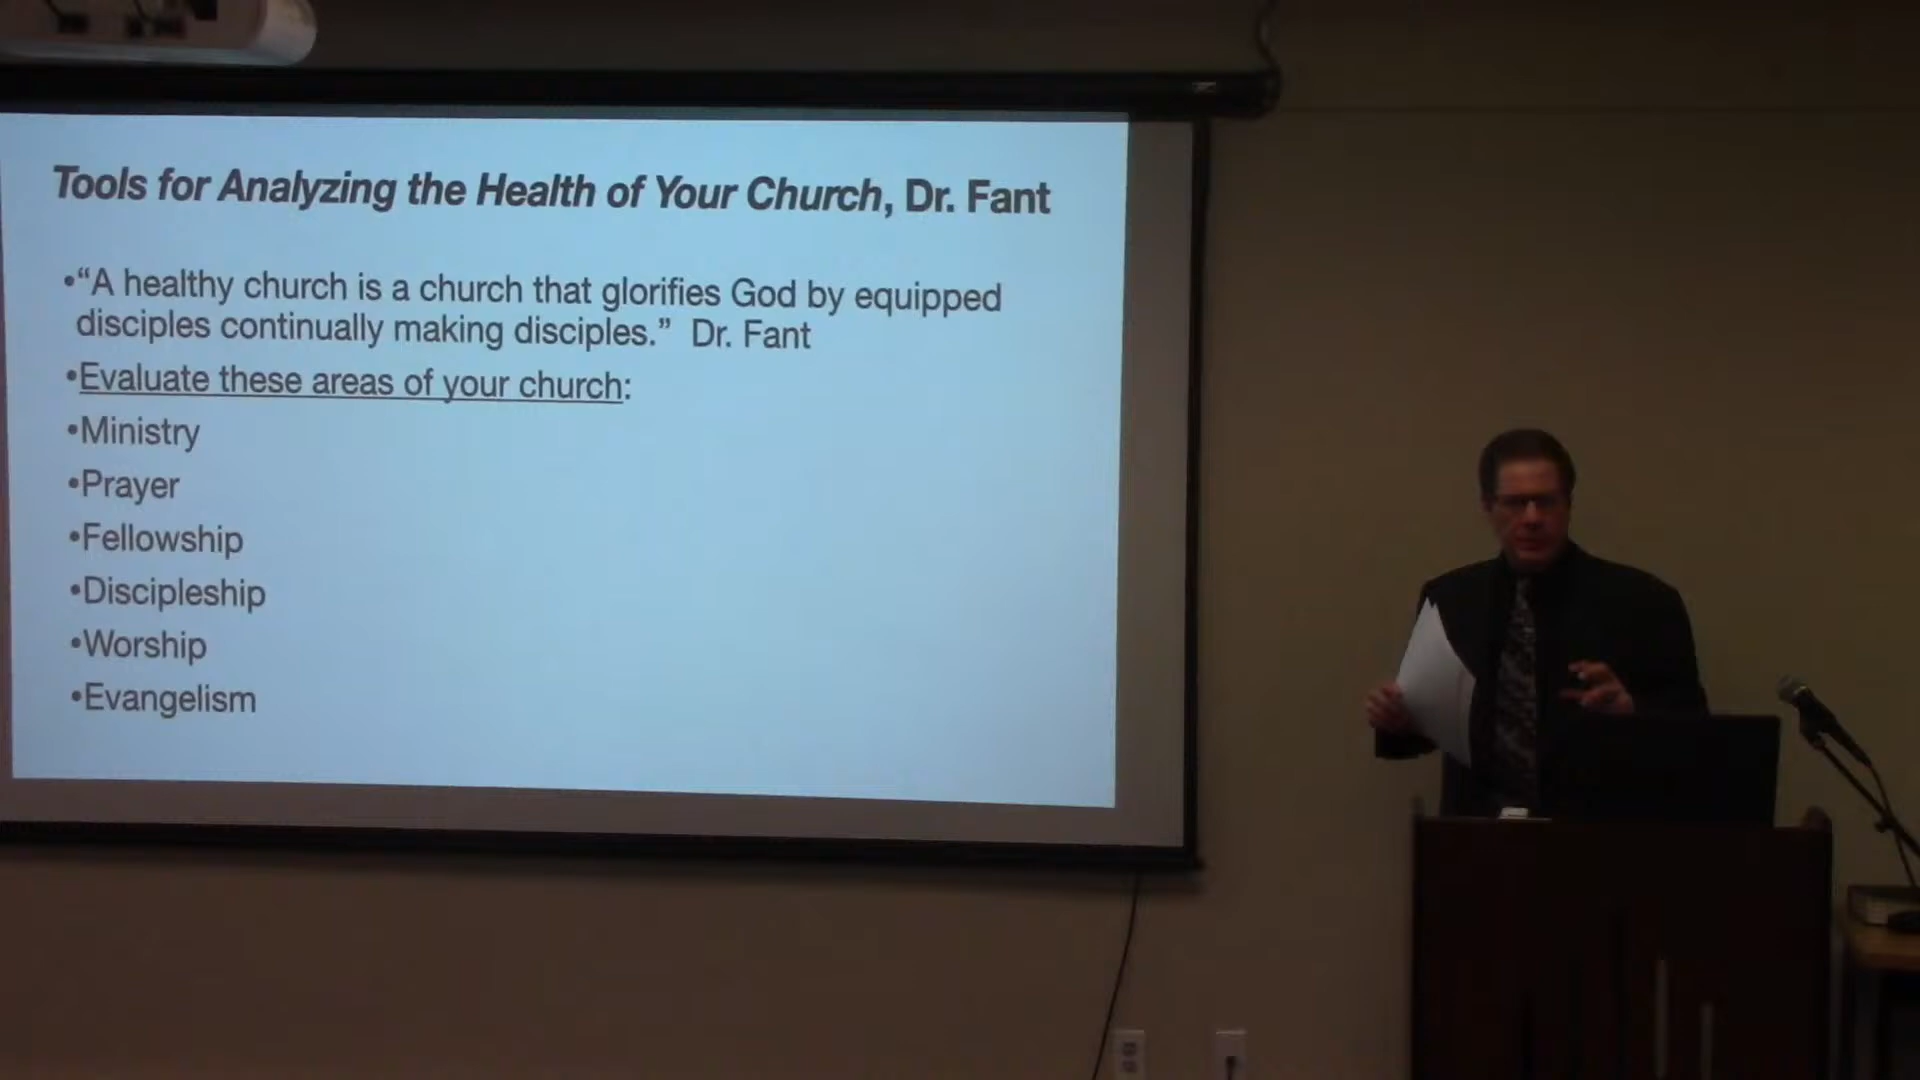 Tools for Analyzing the Health of Your Church, Dr. Fant
•“A healthy church is a church that glorifies God by equipped
disciples continually making disciples.” Dr. Fant
•Evaluate these areas of your church:
•Ministry
•Prayer
•Fellowship
•Discipleship
•Worship
•Evangelism